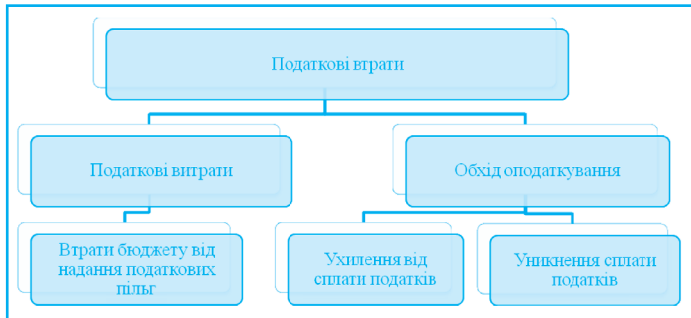 Податкові втрати
Податкові витрати
Обхід оподаткування
Втрати бюджету від
надання податкових
пільг
Ухилення від
сплати податків
Уникнення сплати
податків